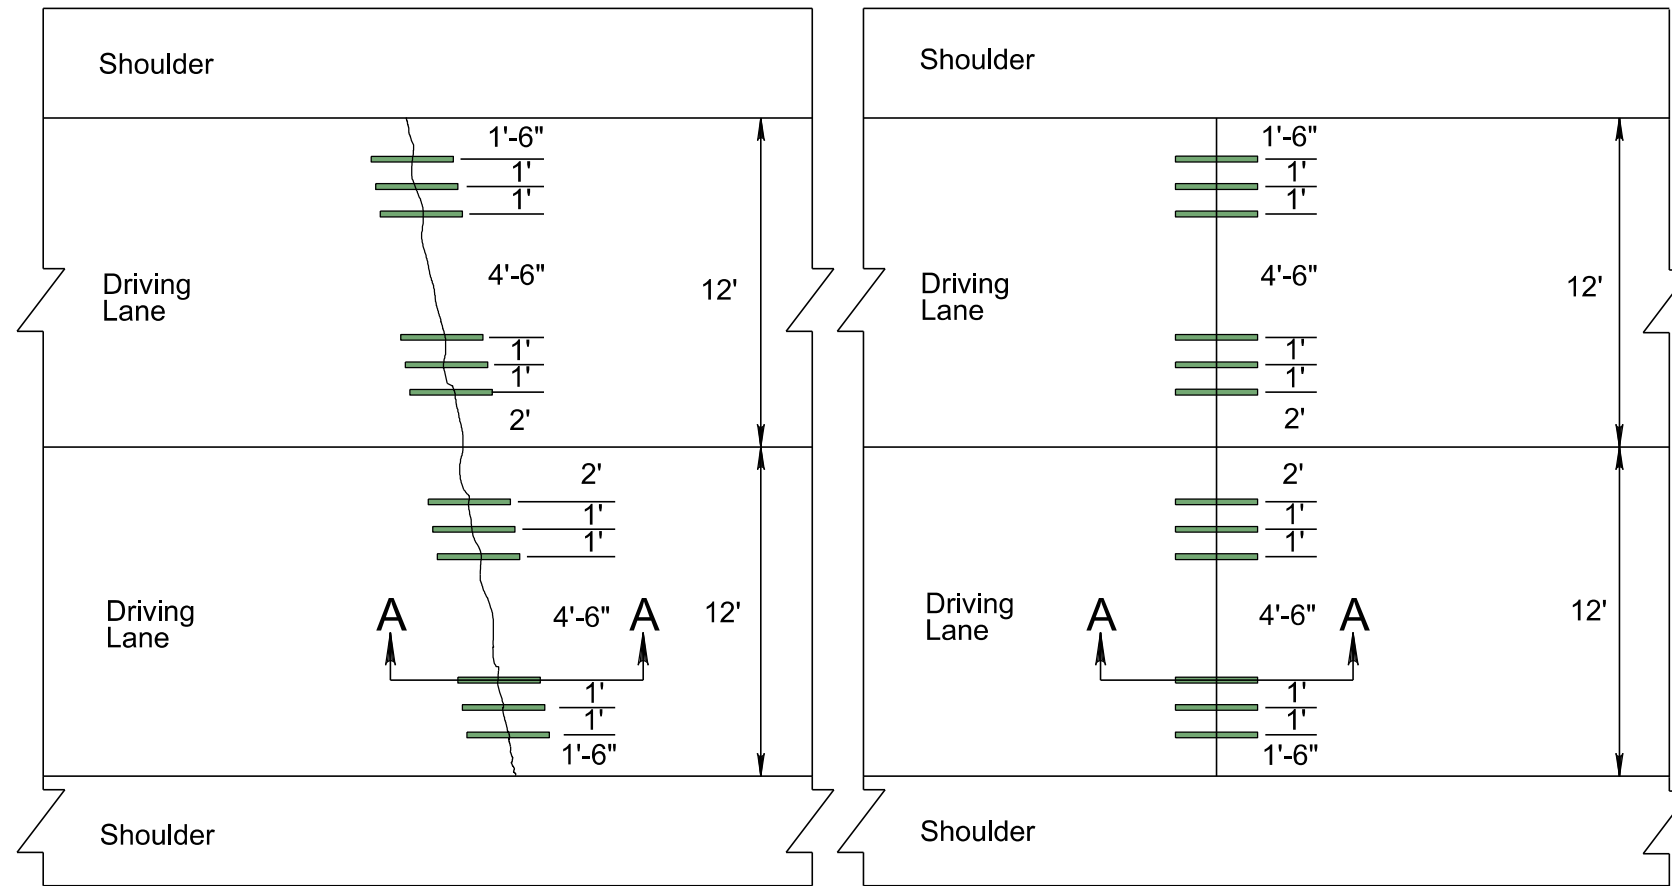 Shoulder
1'-6"
1'
1'
4'-6"
Driving
Lane
12'
1'
1'
2'
2'
1'
1'
Driving
Lane
A
4'-6"
A
12'
1'
1'
1'-6"
Shoulder
Shoulder
1'-6"
1'
1'
4'-6"
Driving
Lane
12'
1'
1'
2'
2'
1'
1'
Driving
Lane
A
4'-6"
A
12'
1'
1'
1'-6"
Shoulder